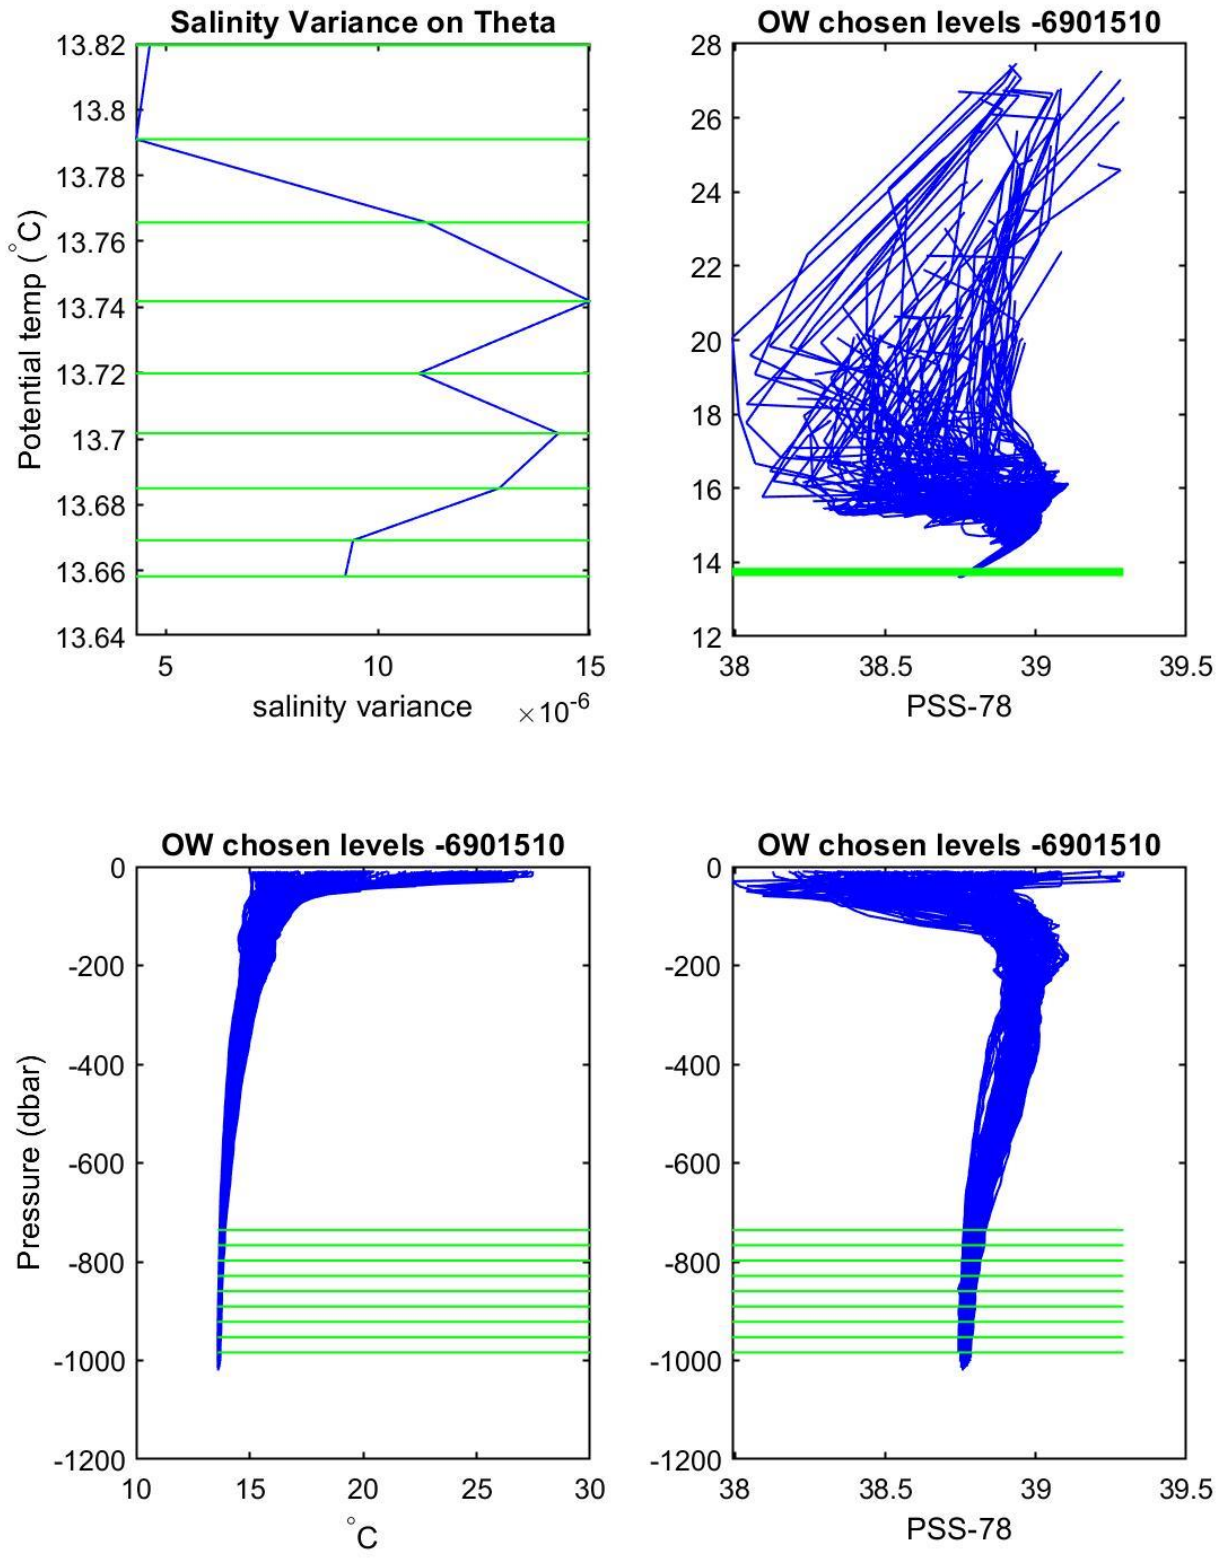 Salinity Variance on Theta
13.82
13.8
13.78
13.76
13.74
13.72
13.7
13.68
13.66
13.64
Potential temp (°C)
5 10 15
salinity variance ×10-6
OW chosen levels -6901510
28
26
24
22
20
18
16
14
12
38 38.5 39 39.5
PSS-78
OW chosen levels -6901510
0
-200
-400
-600
-800
-1000
-1200
Pressure (dbar)
10 15 20 25 30
°C
OW chosen levels -6901510
0
-200
-400
-600
-800
-1000
-1200
38 38.5 39 39.5
PSS-78